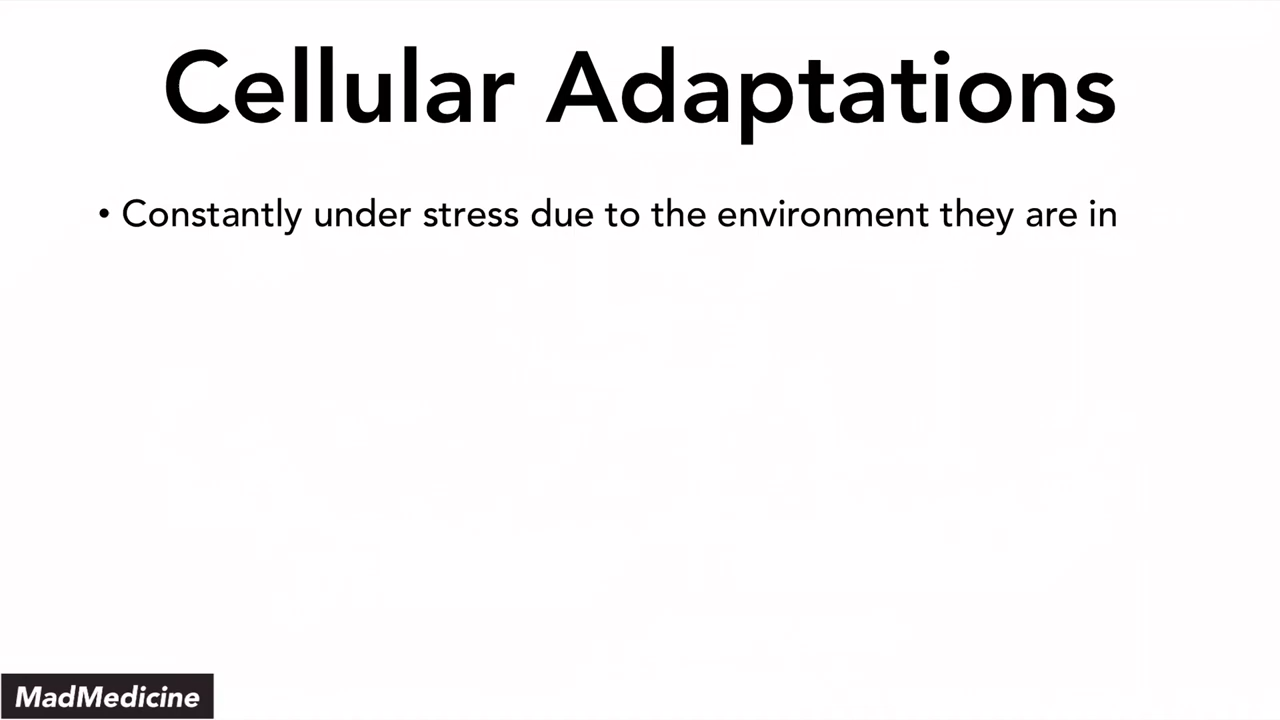 Cellular Adaptations
• Constantly under stress due to the environment they are in
MadMedicine